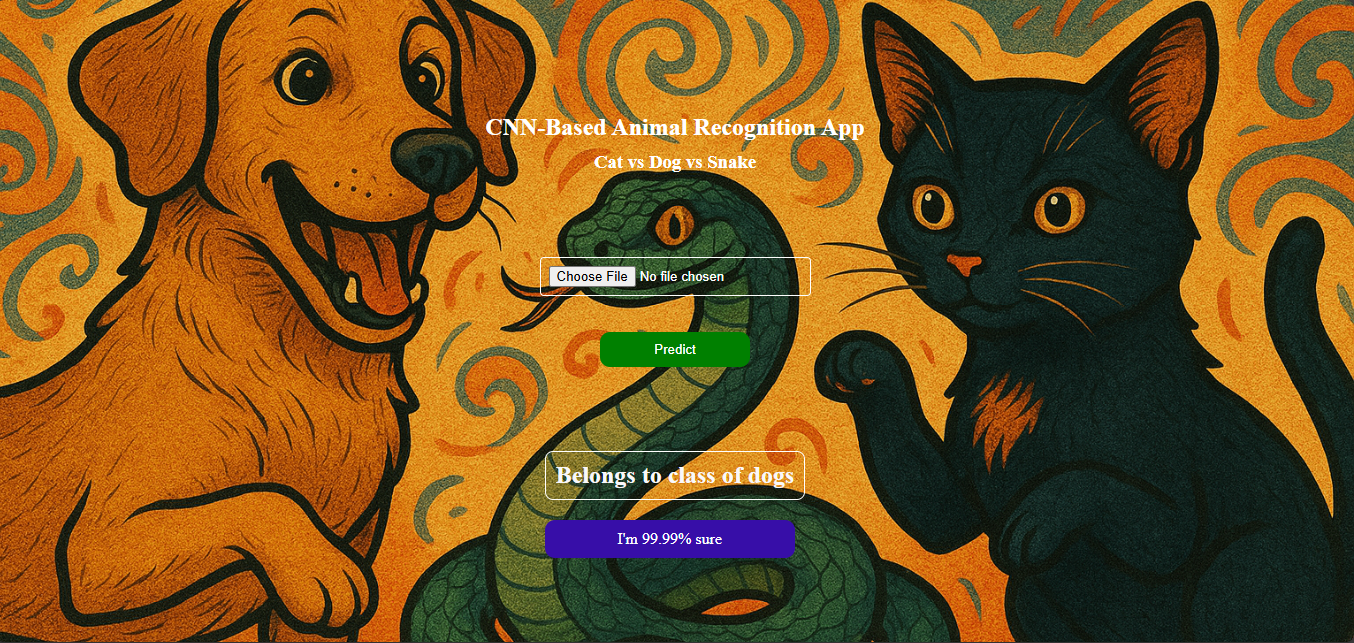 CNN-Based Animal Recognition App
Cat vs Dog vs Snake
Choose File No file chosen
Predict
Belongs to class of dogs
I'm 99.99% sure